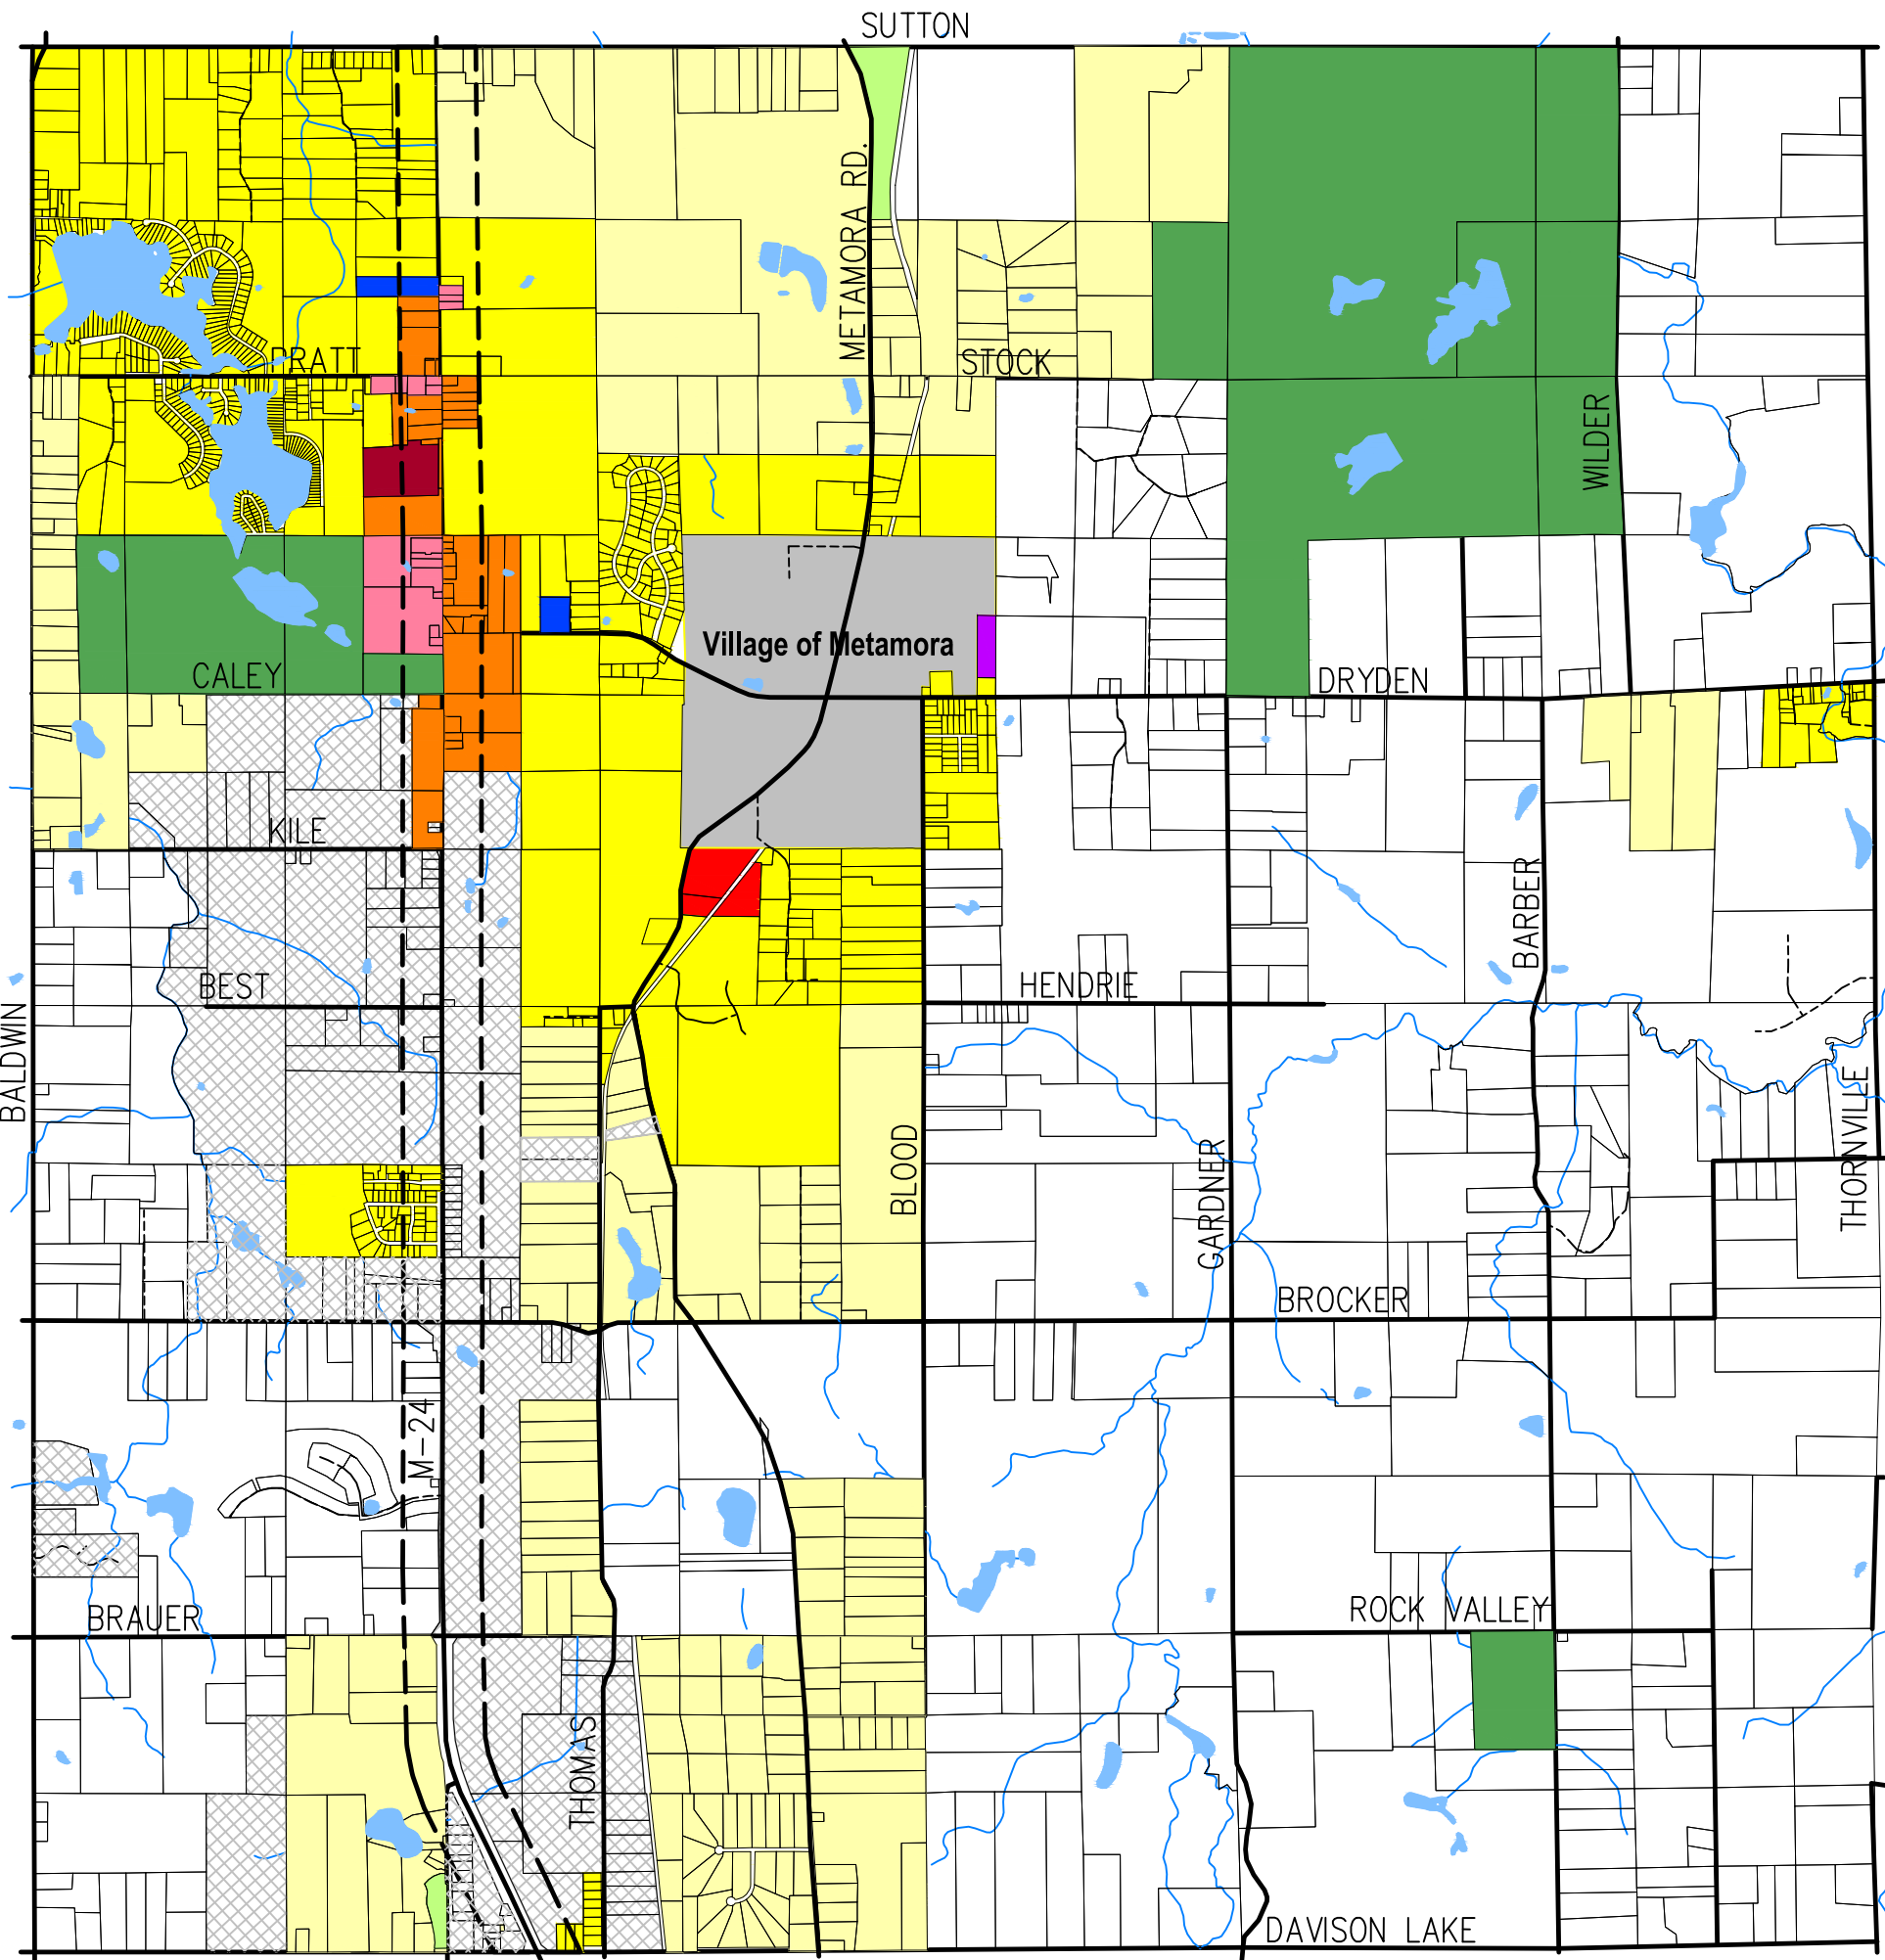 SUTTON
METAMORA RD.
PRATT
STOCK
WILDER
Village of Metamora
CALEY
DRYDEN
KILE
BARBER
BEST
HENDRIE
BALDWIN
THORNVILLE
BLOOD
GARDNER
BROCKER
M-24
BRAUER
ROCK VALLEY
THOMAS
DAVISON LAKE